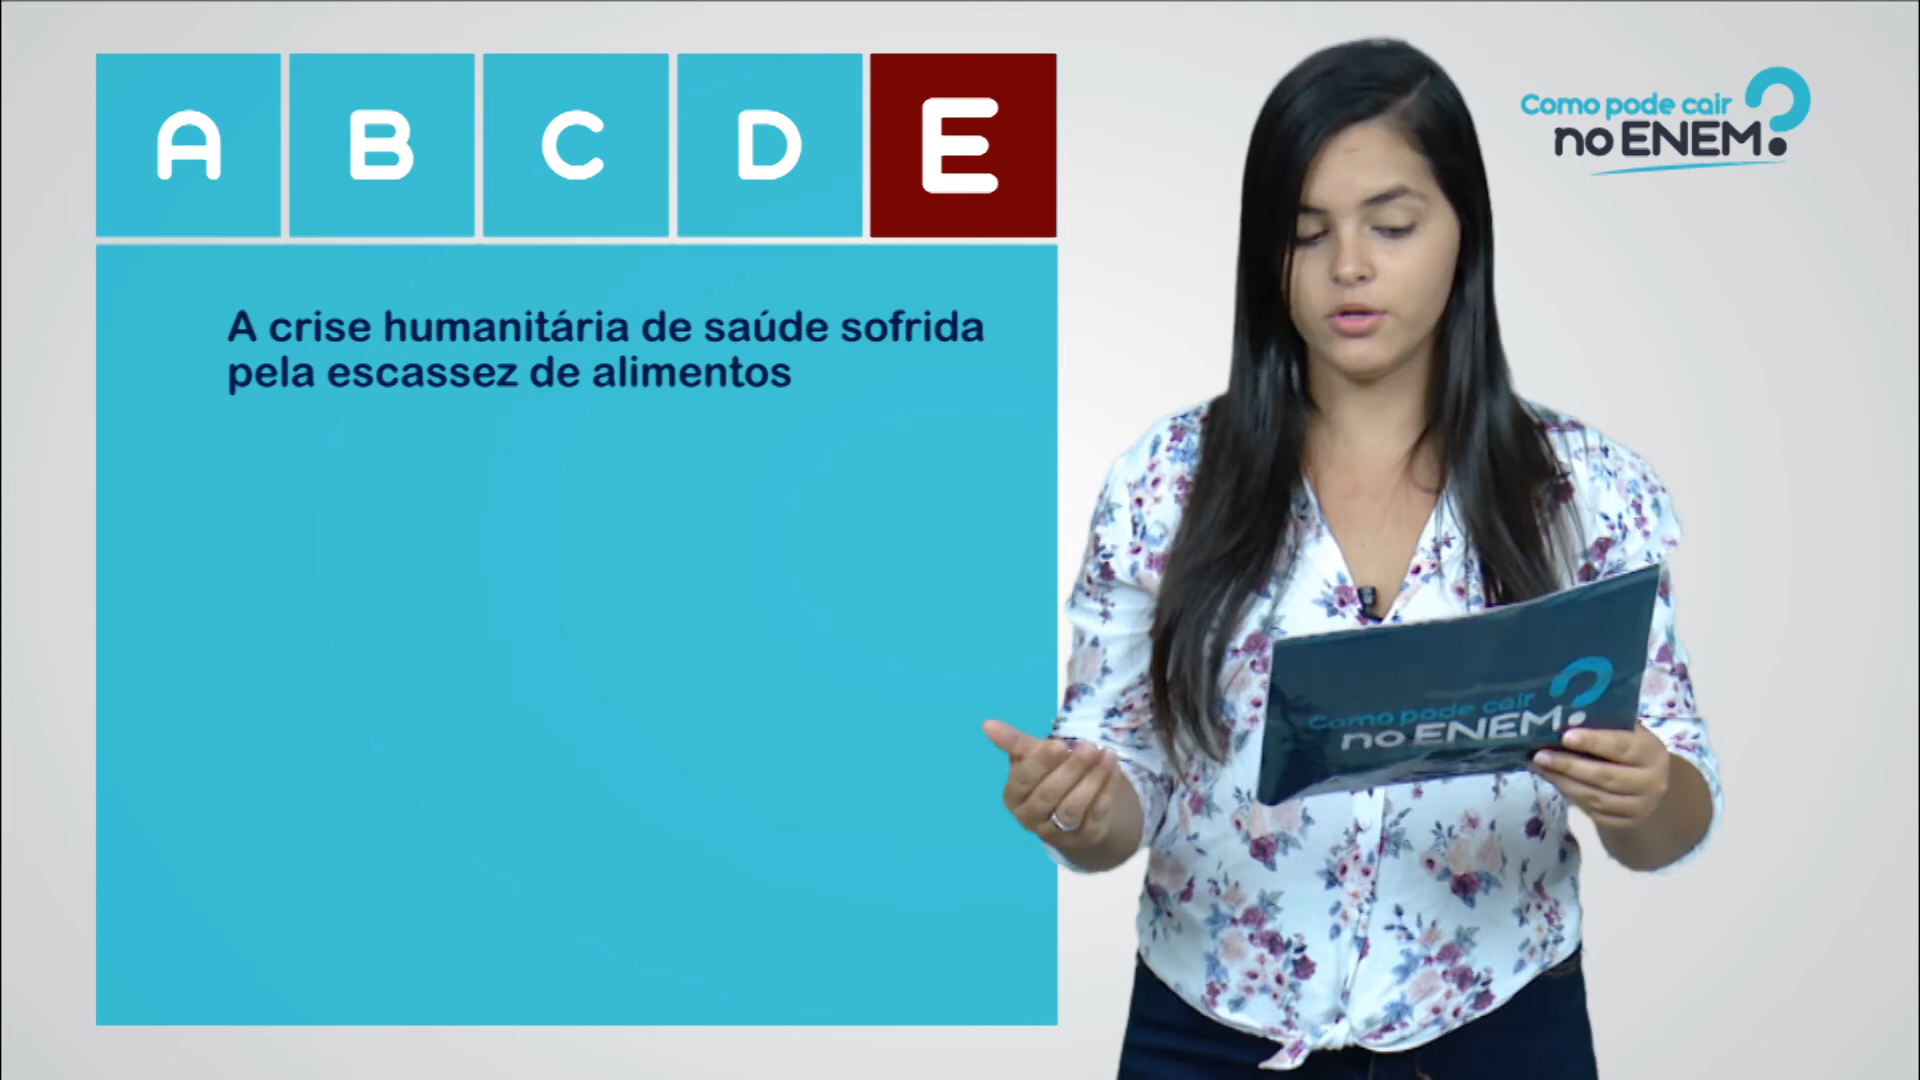 A
B
C
D
E
Como pode cair
no ENEM?
A crise humanitária de saúde sofrida
pela escassez de alimentos
Como pode cair
no ENEM?